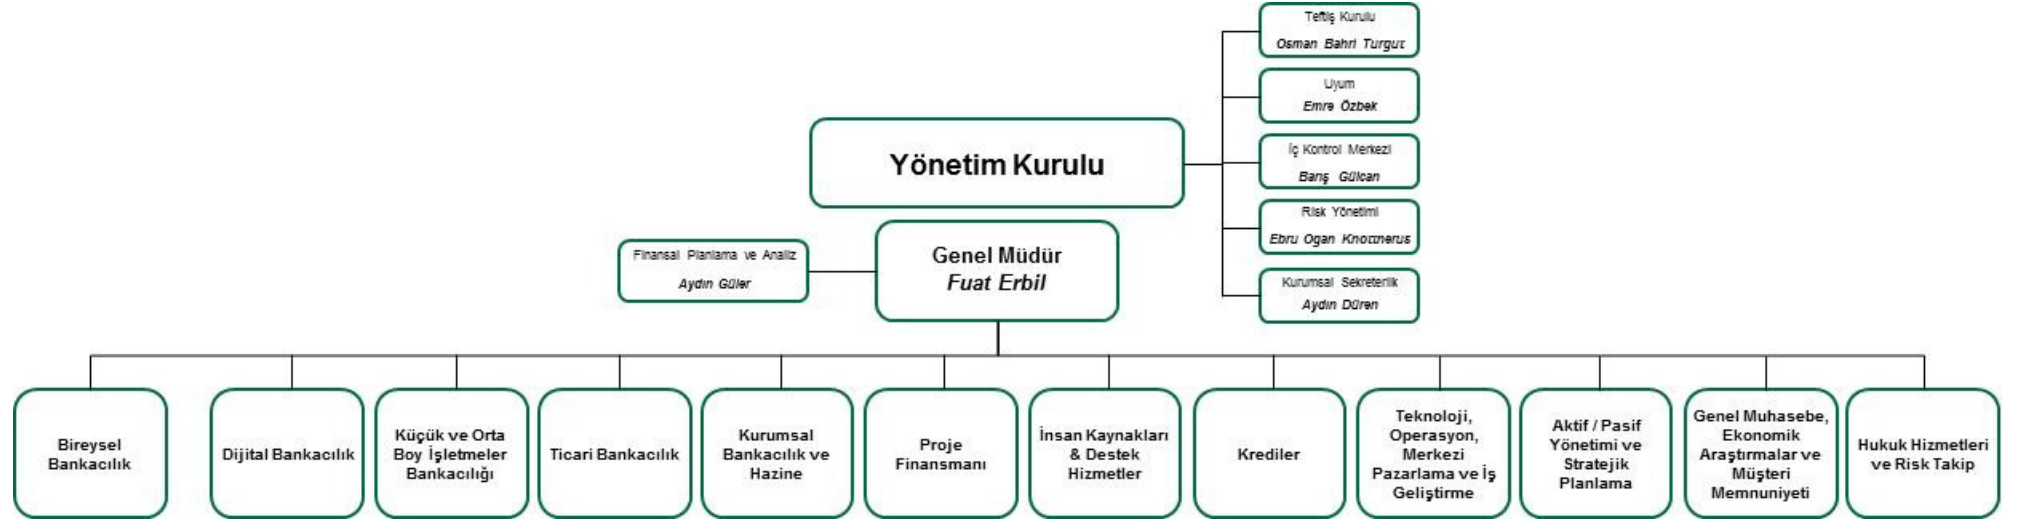 Teftiş Kurulu
Osman Bahri Turgut
Uyum
Emre Özbek
İç Kontrol Merkezi
Barış Gülcan
Risk Yönetimi
Ebru Ogan Knottnerus
Kurumsal Sekreterlik
Aydın Düren
Yönetim Kurulu
Genel Müdür
Fuat Erbil
Finansal Planlama ve Analiz
Aydın Güler
Bireysel
Bankacılık
Dijital Bankacılık
Küçük ve Orta
Boy İşletmeler
Bankacılığı
Ticari Bankacılık
Kurumsal
Bankacılık ve
Hazine
Proje
Finansmanı
İnsan Kaynakları
& Destek
Hizmetler
Krediler
Teknoloji,
Operasyon,
Merkezi
Pazarlama ve İş
Geliştirme
Aktif / Pasif
Yönetimi ve
Stratejik
Planlama
Genel Muhasebe,
Ekonomik
Araştırmalar ve
Müşteri
Memnuniyeti
Hukuk Hizmetleri
ve Risk Takip